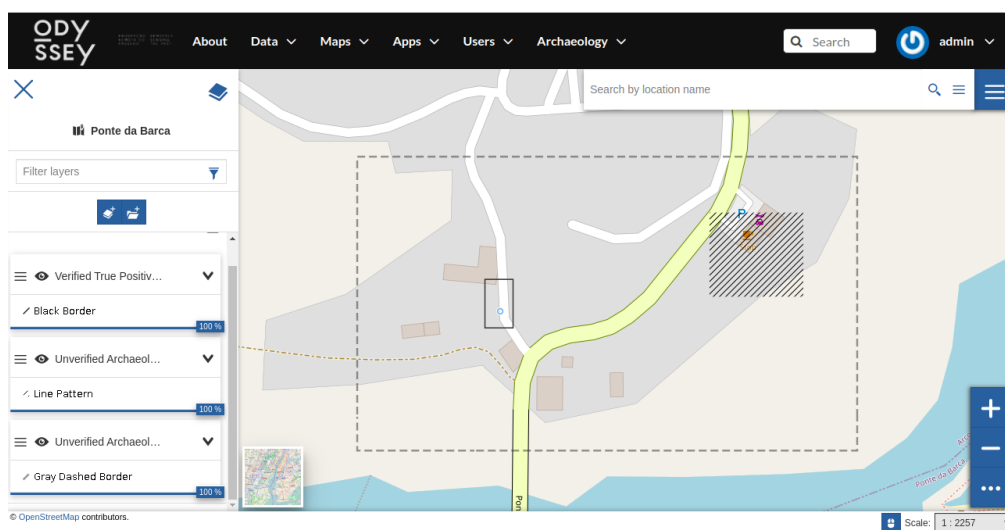 ODY
SSEY
About
Data
Maps
Apps
Users
Archaeology
Search
admin
Search by location name
Ponte da Barca
Filter layers
Verified True Positiv...
Black Border
100 %
Unverified Archaeol...
Line Pattern
100 %
Unverified Archaeol...
Gray Dashed Border
100 %
P
Pon
Ponte da Barca
© OpenStreetMap contributors.
Scale:
1 : 2257